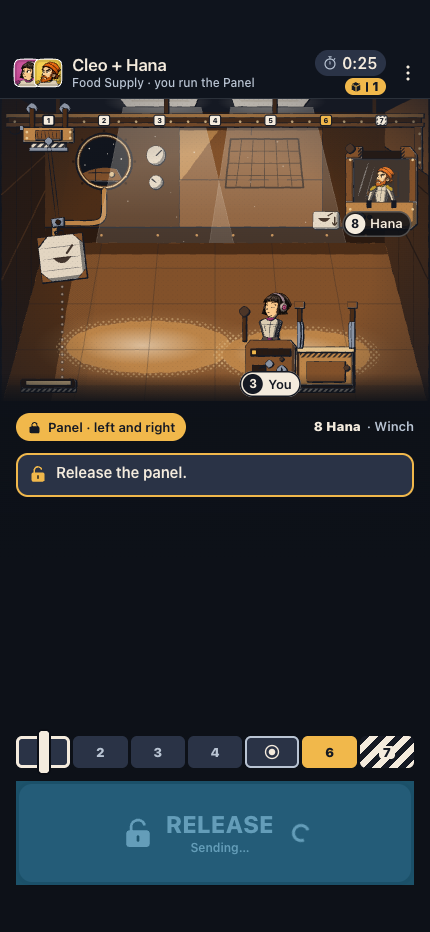 Cleo + Hana
Food Supply · you run the Panel
0:25
1
1 2 3 4 5 6 7
8 Hana
3 You
Panel · left and right
8 Hana · Winch
Release the panel.
2 3 4 6 7
RELEASE
Sending...